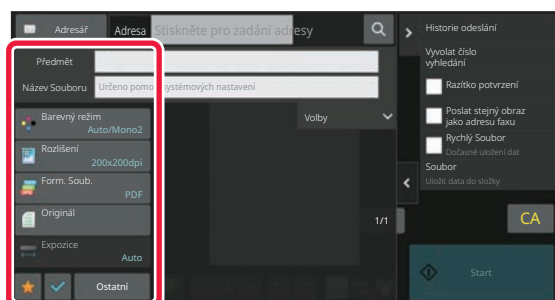 Adresář
Adresa
Stiskněte pro zadání adresy
Historie odeslání
Předmět
Vyvolat číslo
vyhledání
Název Souboru
Určeno pomo systémových nastavení
Razítko potvrzení
Barevný režim
Auto/Mono2
Volby
Poslat stejný obraz
jako adresu faxu
Rozlišení
200x200dpi
Rychlý Soubor
Dočasné uložení dat
Form. Soub.
PDF
Soubor
Uložit data do složky
Originál
1/1
CA
Expozice
Auto
Ostatní
Start